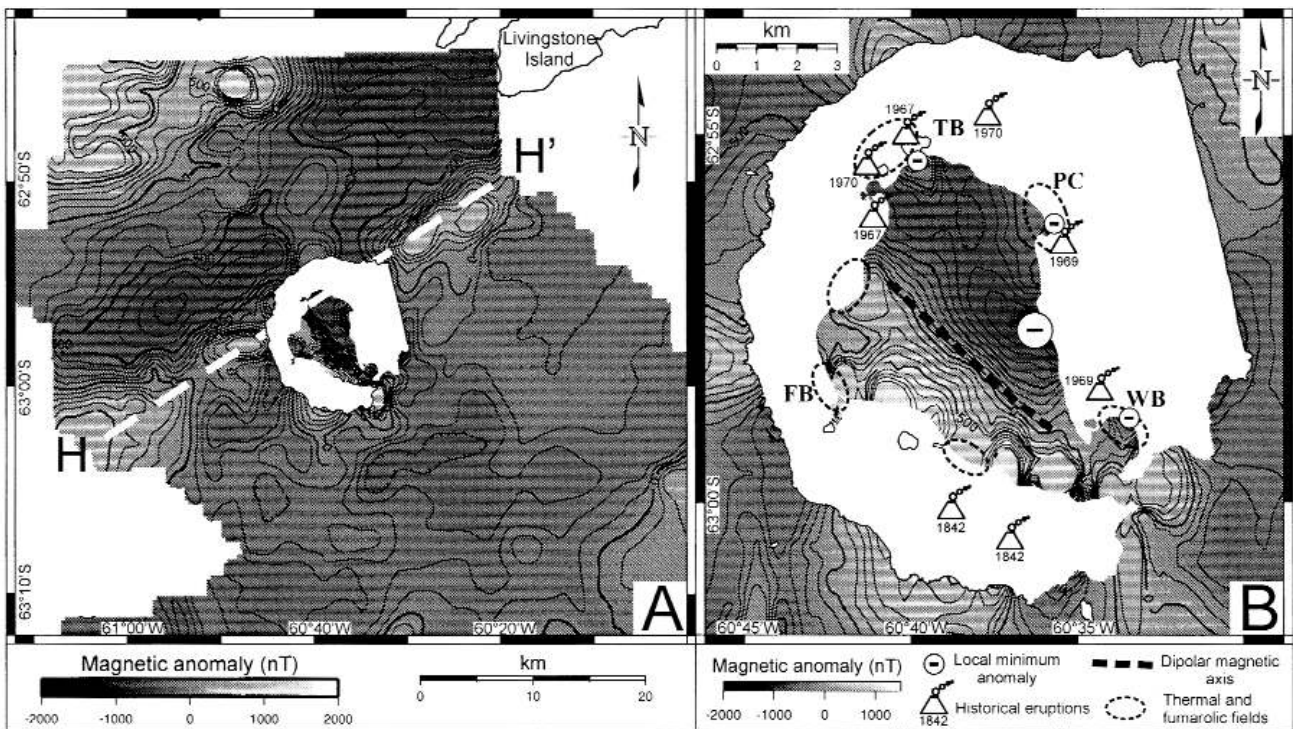 Livingstone
Island
N
H'
H
500
62°50'S
63°00'S
63°10'S
61°00'W
60°40'W
60°20'W
A
Magnetic anomaly (nT)
-2000
-1000
0
1000
2000
km
0
10
20
km
0
1
2
3
N
1967
TB
1970
1970
1967
PC
1969
1969
WB
FB
500
1842
1842
62°55'S
63°00'S
60°45'W
60°40'W
60°35'W
B
Magnetic anomaly (nT)
-2000
-1000
0
1000
Local minimum
anomaly
1842
Historical eruptions
Dipolar magnetic
axis
Thermal and
fumarolic fields